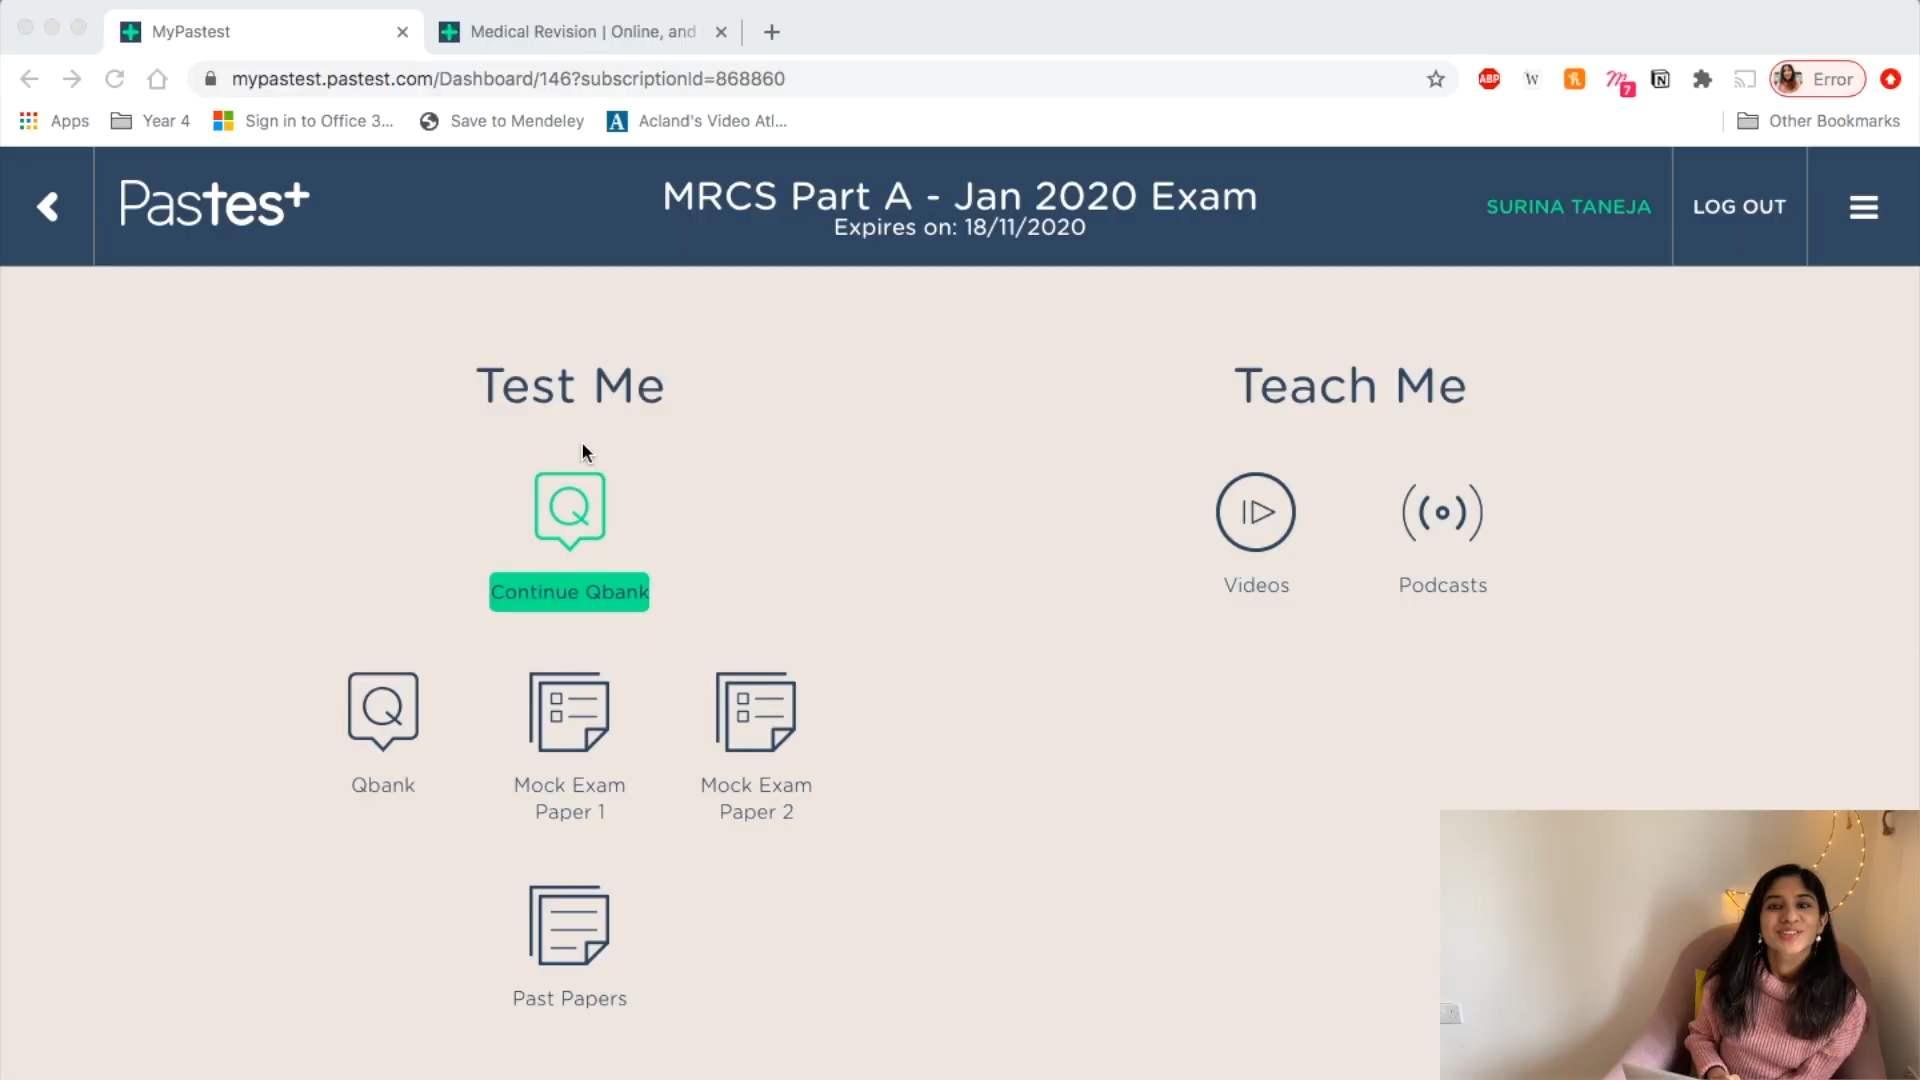 MyPastest
Medical Revision | Online, and
mypastest.pastest.com/Dashboard/146?subscriptionId=868860
ABP
W
7
Error
Apps
Year 4
Sign in to Office 3...
Save to Mendeley
A
Acland's Video Atl...
Other Bookmarks
Pastest
MRCS Part A - Jan 2020 Exam
Expires on: 18/11/2020
SURINA TANEJA
LOG OUT
Test Me
Teach Me
Q
Continue Qbank
Videos
Podcasts
Q
Qbank
Mock Exam
Paper 1
Mock Exam
Paper 2
Past Papers